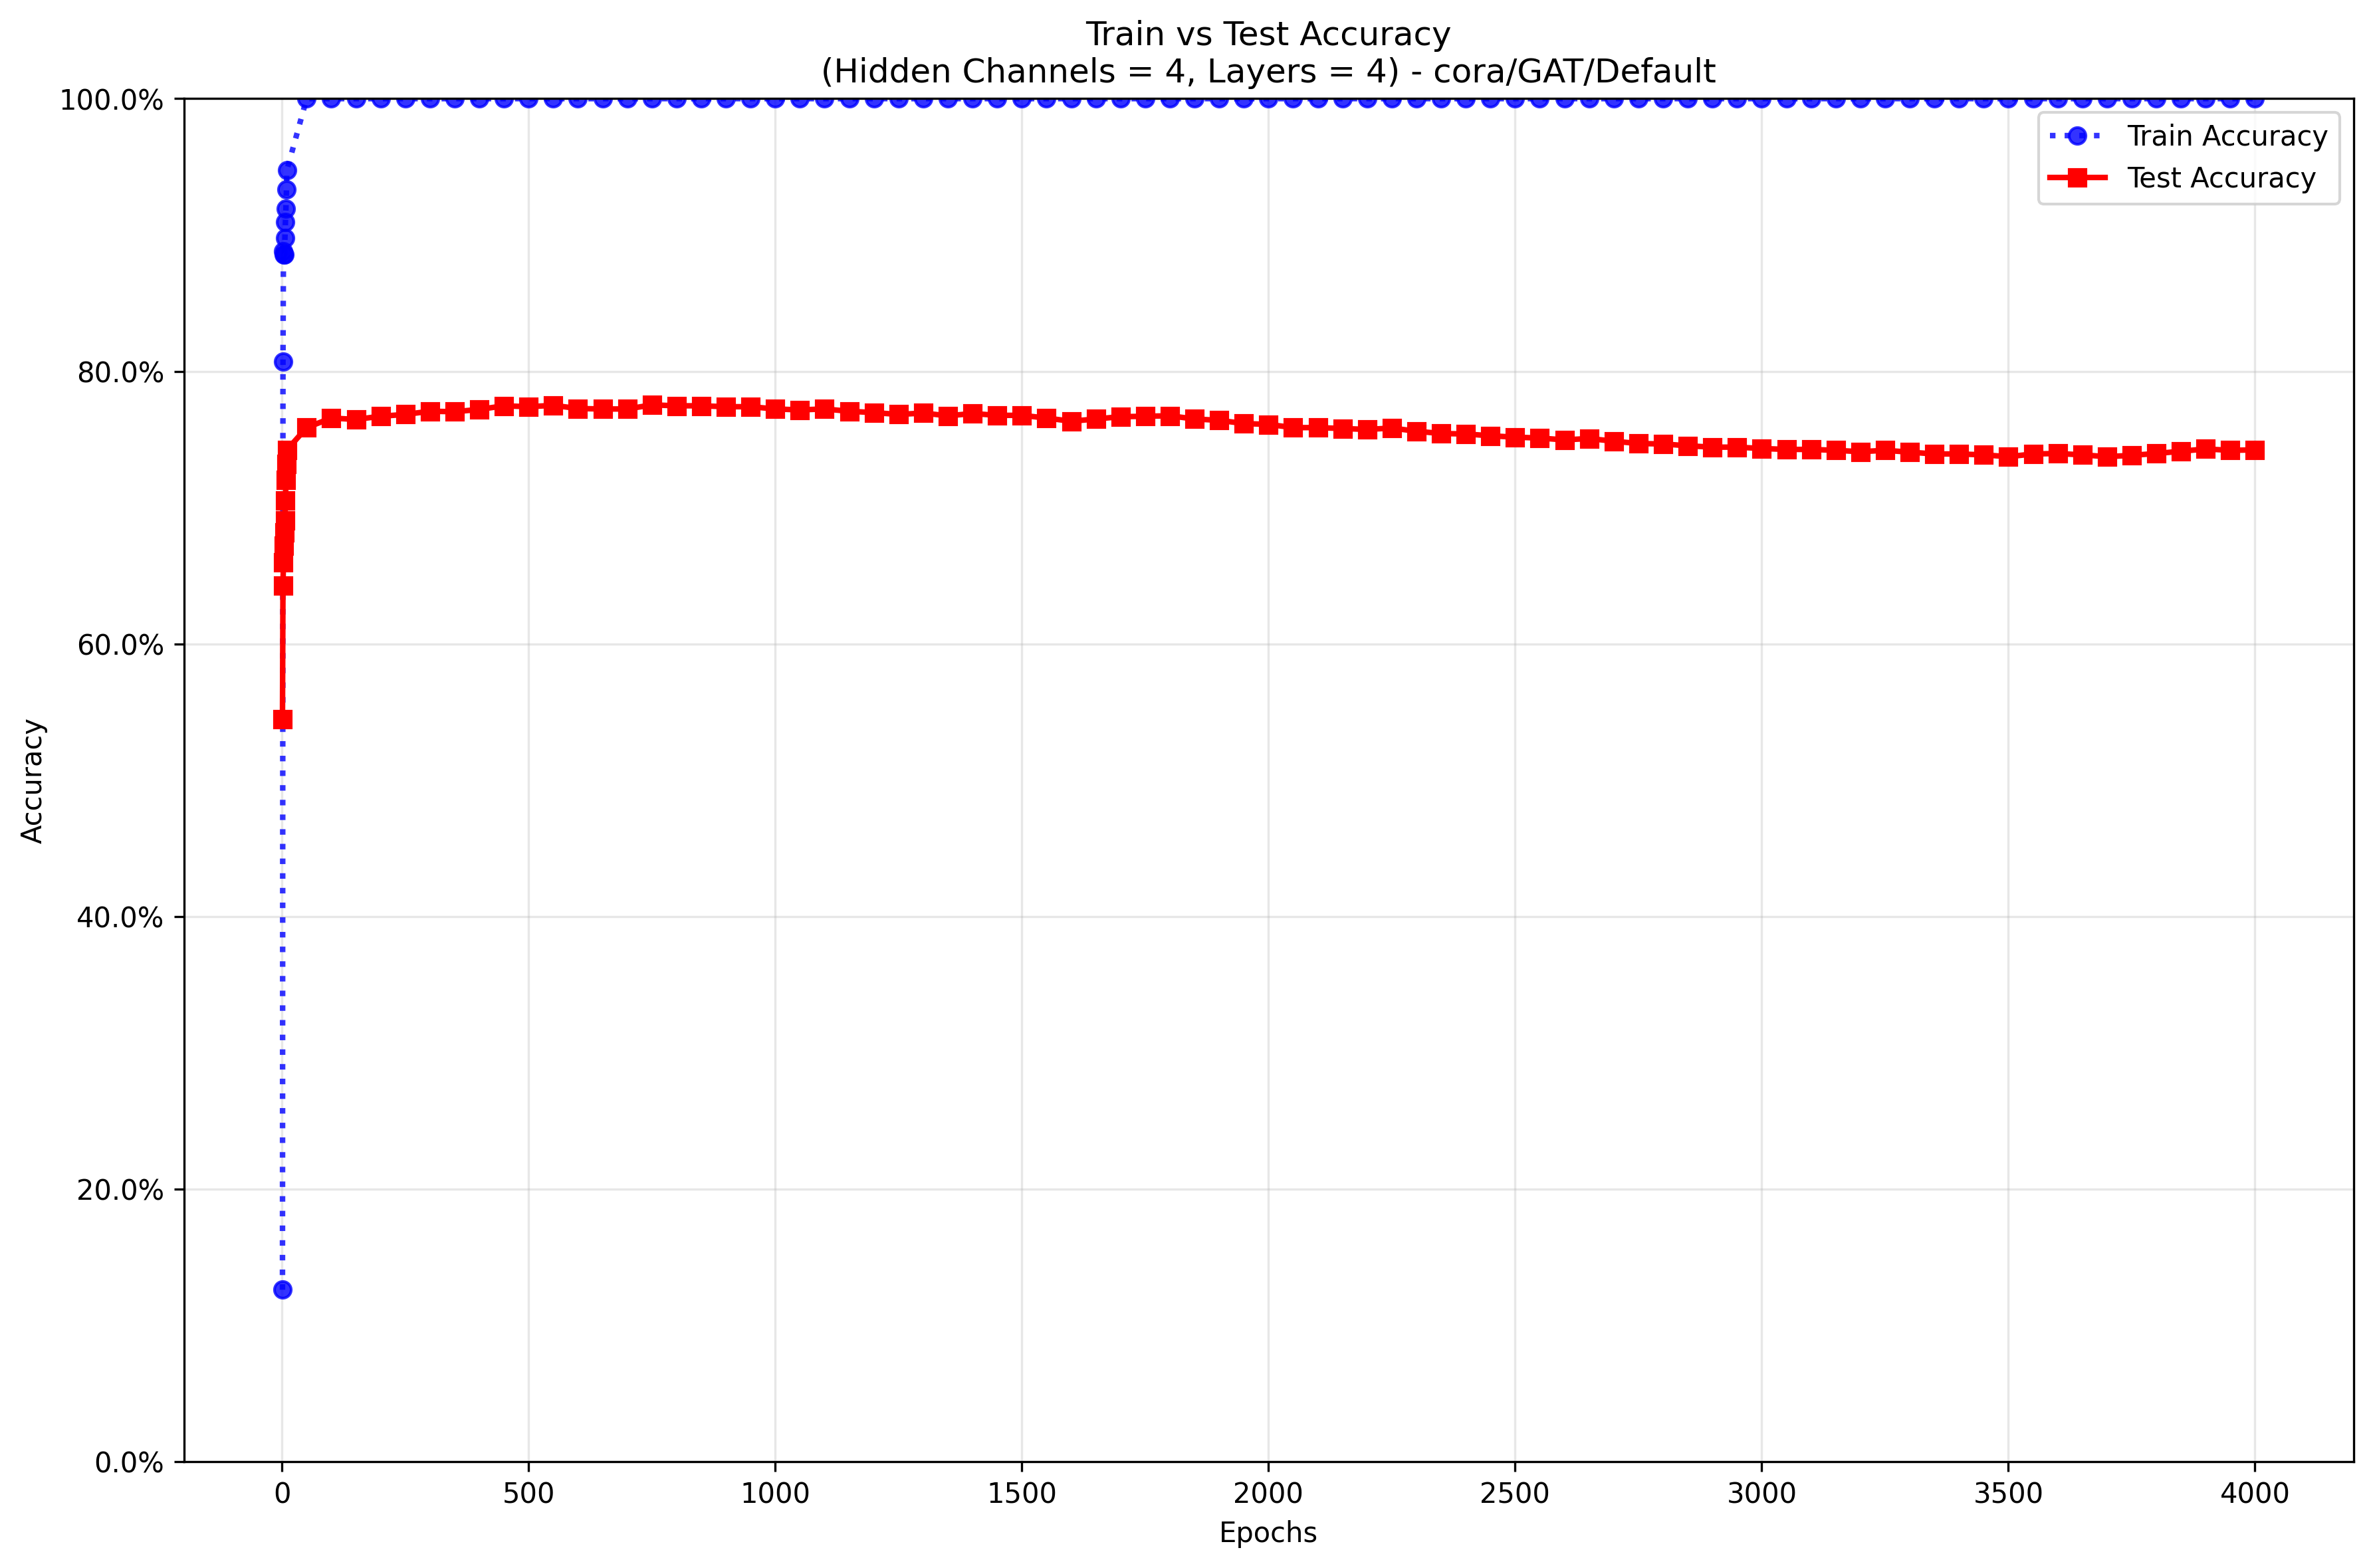 Train vs Test Accuracy
(Hidden Channels = 4, Layers = 4) - cora/GAT/Default
100.0%
80.0%
60.0%
40.0%
20.0%
0.0%
Accuracy
Train Accuracy
Test Accuracy
0 500 1000 1500 2000 2500 3000 3500 4000
Epochs